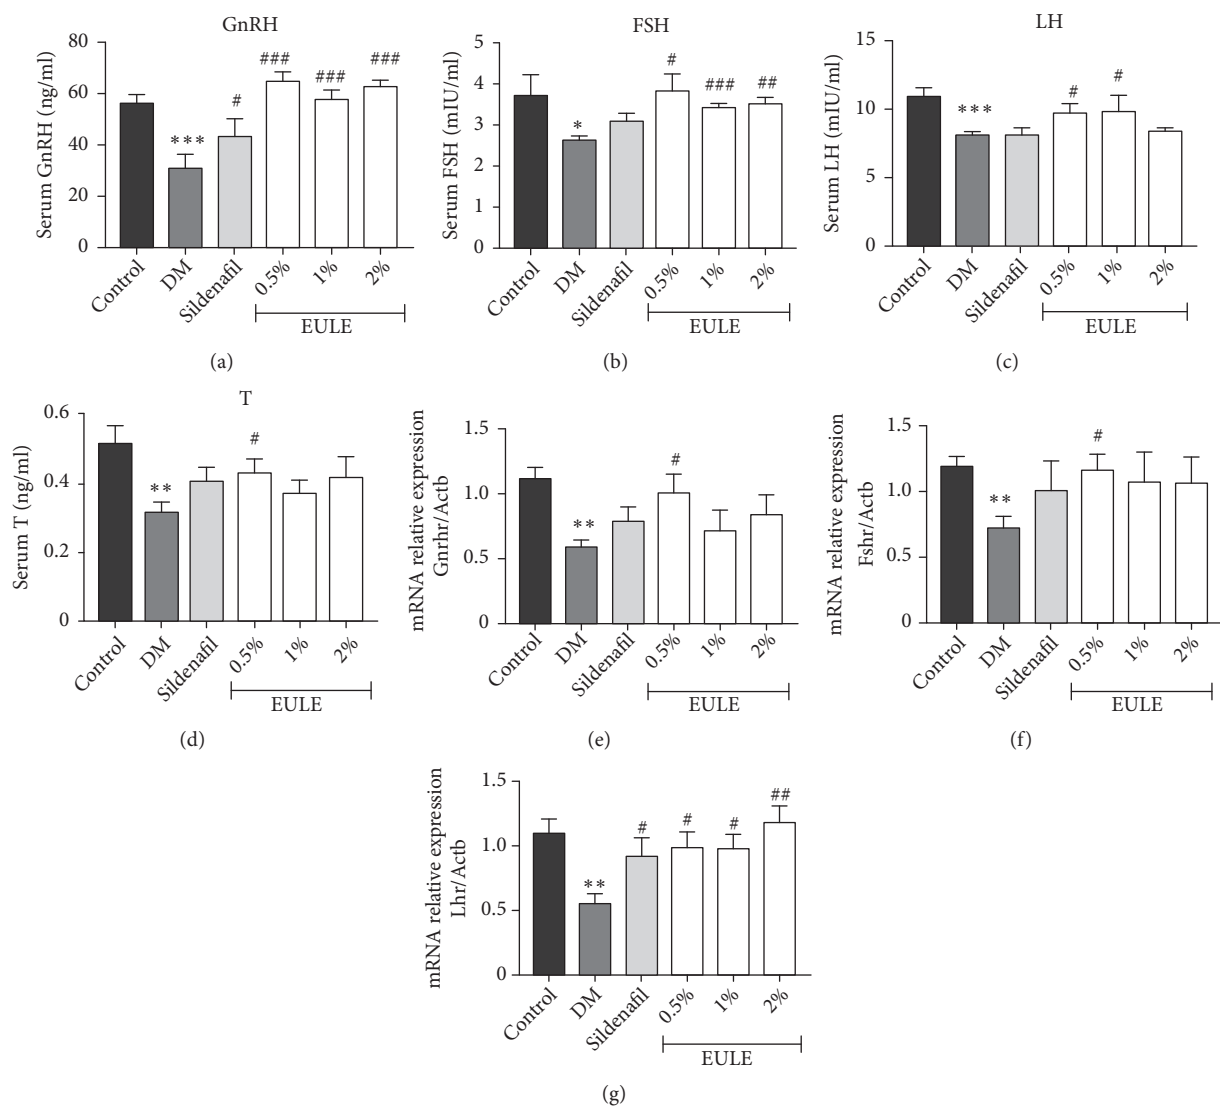 GnRH
Serum GnRH (ng/ml)
80
60
40
20
0
***
#
###
###
###
Control
DM
Sildenafil
0.5%
1%
2%
EULE
(a)
FSH
Serum FSH (mIU/ml)
5
4
3
2
1
0
*
#
###
##
Control
DM
Sildenafil
0.5%
1%
2%
EULE
(b)
LH
Serum LH (mIU/ml)
15
10
5
0
***
#
#
Control
DM
Sildenafil
0.5%
1%
2%
EULE
(c)
T
Serum T (ng/ml)
0.6
0.4
0.2
0
**
#
Control
DM
Sildenafil
0.5%
1%
2%
EULE
(d)
mRNA relative expression
Gnrhr/Actb
1.5
1.0
0.5
0
**
#
Control
DM
Sildenafil
0.5%
1%
2%
EULE
(e)
mRNA relative expression
Fshr/Actb
1.5
1.0
0.5
0
**
#
Control
DM
Sildenafil
0.5%
1%
2%
EULE
(f)
mRNA relative expression
Lhr/Actb
1.5
1.0
0.5
0
**
#
#
#
##
Control
DM
Sildenafil
0.5%
1%
2%
EULE
(g)